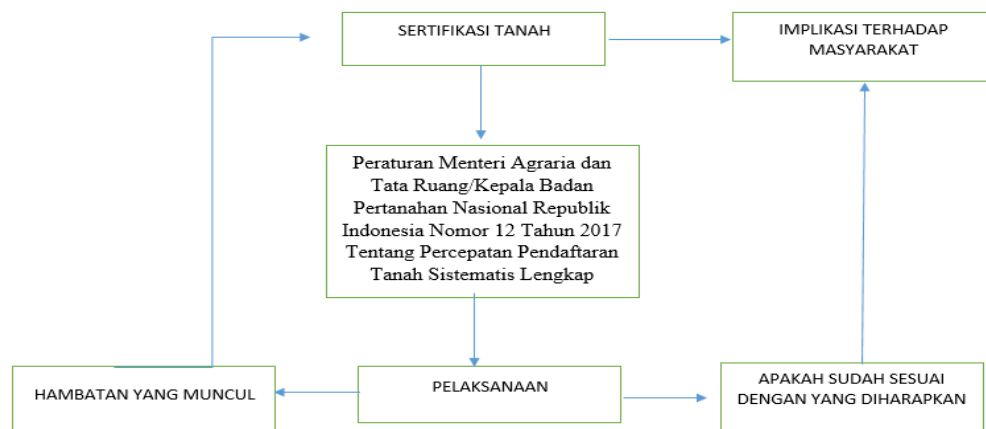 SERTIFIKASI TANAH
IMPLIKASI TERHADAP
MASYARAKAT
Peraturan Menteri Agraria dan
Tata Ruang/Kepala Badan
Pertanahan Nasional Republik
Indonesia Nomor 12 Tahun 2017
Tentang Percepatan Pendaftaran
Tanah Sistematis Lengkap
HAMBATAN YANG MUNCUL
PELAKSANAAN
APAKAH SUDAH SESUAI
DENGAN YANG DIHARAPKAN